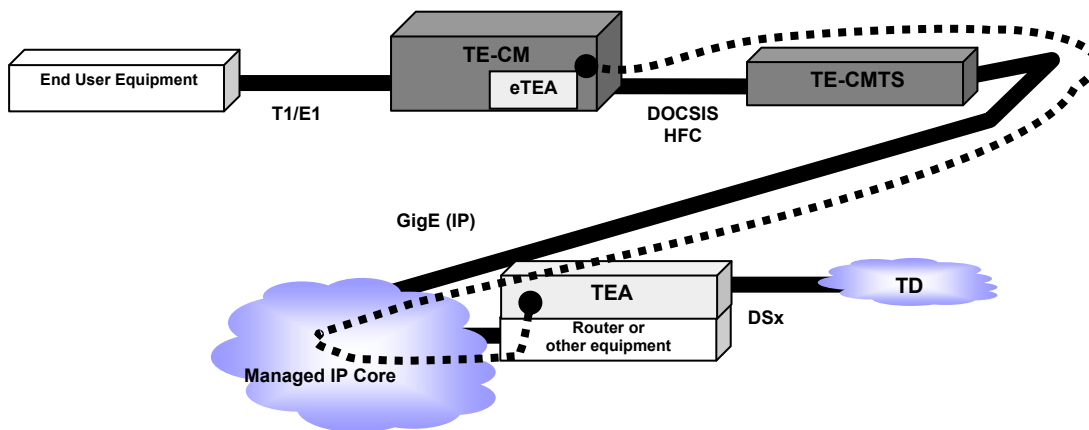 End User Equipment
T1/E1
TE-CM
eTEA
DOCSIS
HFC
TE-CMTS
GigE (IP)
TEA
Router or
other equipment
DSx
TD
Managed IP Core